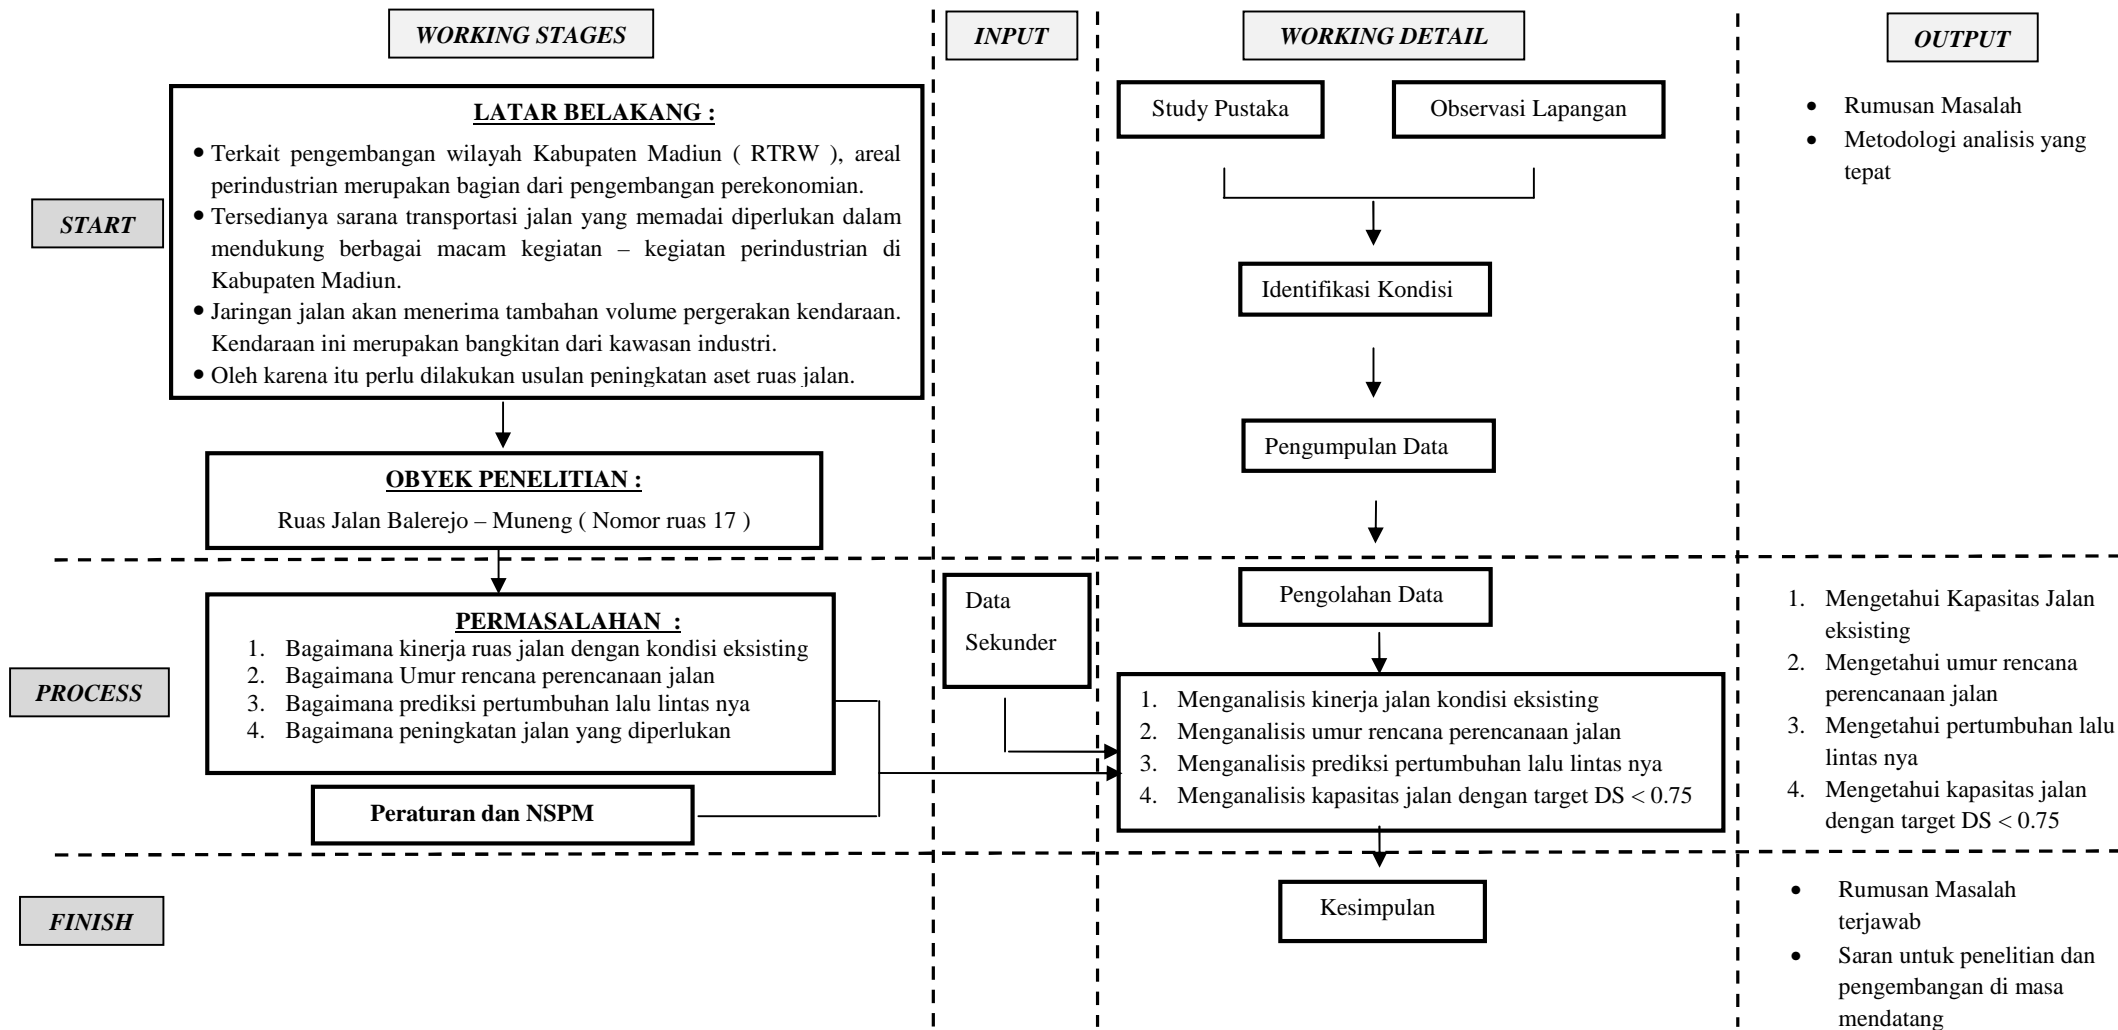 WORKING STAGES
INPUT
WORKING DETAIL
OUTPUT
START
LATAR BELAKANG :
• Terkait pengembangan wilayah Kabupaten Madiun ( RTRW ), areal
perindustrian merupakan bagian dari pengembangan perekonomian.
• Tersedianya sarana transportasi jalan yang memadai diperlukan dalam
mendukung berbagai macam kegiatan – kegiatan perindustrian di
Kabupaten Madiun.
• Jaringan jalan akan menerima tambahan volume pergerakan kendaraan.
Kendaraan ini merupakan bangkitan dari kawasan industri.
• Oleh karena itu perlu dilakukan usulan peningkatan aset ruas jalan.
OBYEK PENELITIAN :
Ruas Jalan Balerejo – Muneng ( Nomor ruas 17 )
Study Pustaka
Observasi Lapangan
Identifikasi Kondisi
Pengumpulan Data
• Rumusan Masalah
• Metodologi analisis yang
tepat
PROCESS
PERMASALAHAN :
1. Bagaimana kinerja ruas jalan dengan kondisi eksisting
2. Bagaimana Umur rencana perencanaan jalan
3. Bagaimana prediksi pertumbuhan lalu lintas nya
4. Bagaimana peningkatan jalan yang diperlukan
Peraturan dan NSPM
Data
Sekunder
Pengolahan Data
1. Menganalisis kinerja jalan kondisi eksisting
2. Menganalisis umur rencana perencanaan jalan
3. Menganalisis prediksi pertumbuhan lalu lintas nya
4. Menganalisis kapasitas jalan dengan target DS < 0.75
1. Mengetahui Kapasitas Jalan
eksisting
2. Mengetahui umur rencana
perencanaan jalan
3. Mengetahui pertumbuhan lalu
lintas nya
4. Mengetahui kapasitas jalan
dengan target DS < 0.75
FINISH
Kesimpulan
• Rumusan Masalah
terjawab
• Saran untuk penelitian dan
pengembangan di masa
mendatang